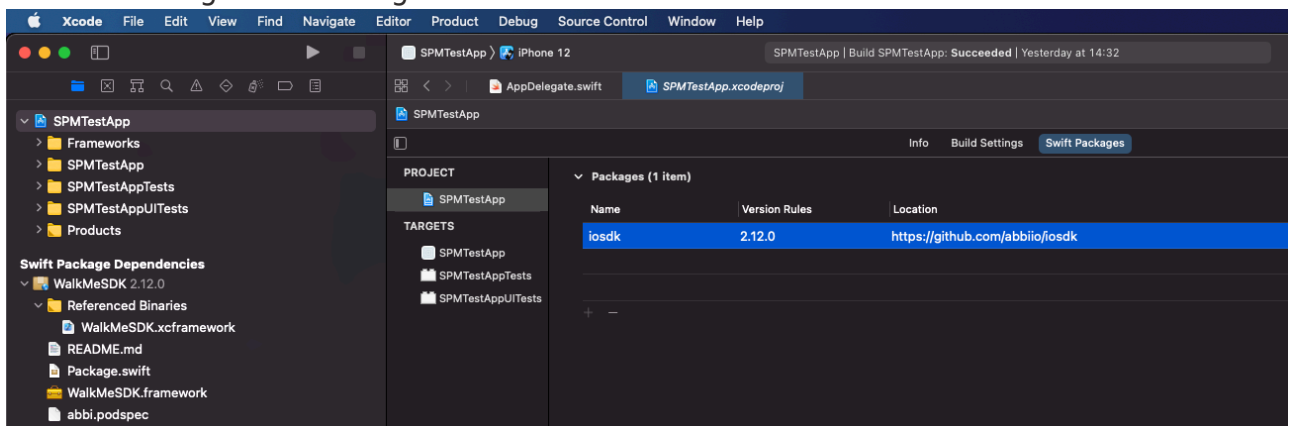 Xcode File Edit View Find Navigate Editor Product Debug Source Control Window Help
SPMTestApp 〉 iPhone 12
SPMTestApp | Build SPMTestApp: Succeeded | Yesterday at 14:32
AppDelegate.swift
SPMTestApp.xcodeproj
SPMTestApp
Frameworks
SPMTestApp
SPMTestAppTests
SPMTestAppUITests
Products
Swift Package Dependencies
WalkMeSDK 2.12.0
Referenced Binaries
WalkMeSDK.xcframework
README.md
Package.swift
WalkMeSDK.framework
abbi.podspec
SPMTestApp
Info Build Settings Swift Packages
PROJECT
SPMTestApp
TARGETS
SPMTestApp
SPMTestAppTests
SPMTestAppUITests
Packages (1 item)
Name Version Rules Location
iosdk 2.12.0 https://github.com/abbiio/iosdk